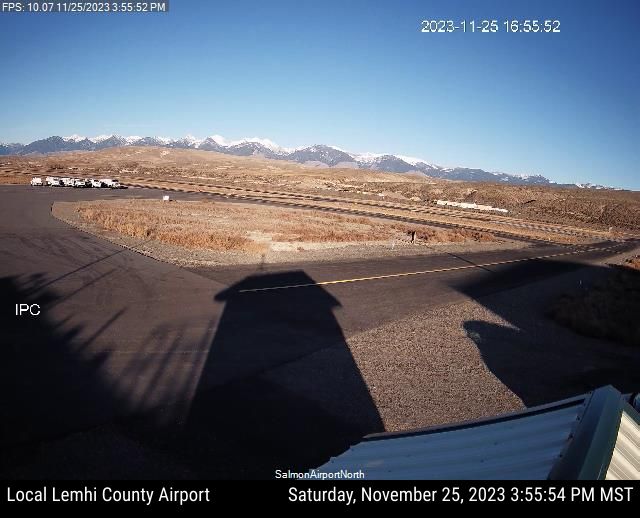 FPS: 10.07 11/25/2023 3:55:52 PM
2023-11-25 16:55:52
IPC
SalmonAirportNorth
Local Lemhi County Airport Saturday, November 25, 2023 3:55:54 PM MST